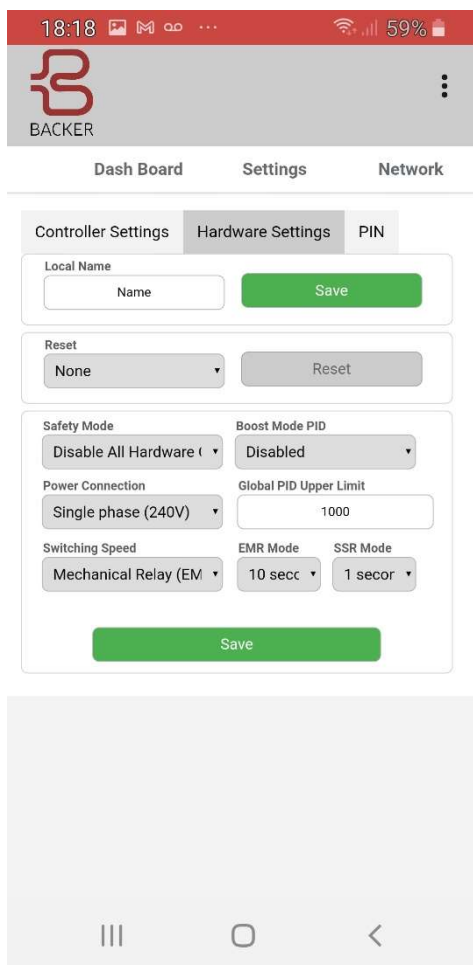 18:18 59%
BACKER
Dash Board Settings Network
Controller Settings Hardware Settings PIN
Local Name
Name Save
Reset
None Reset
Safety Mode Boost Mode PID
Disable All Hardware ( Disabled
Power Connection Global PID Upper Limit
Single phase (240V) 1000
Switching Speed EMR Mode SSR Mode
Mechanical Relay (EM 10 secc 1 secor
Save